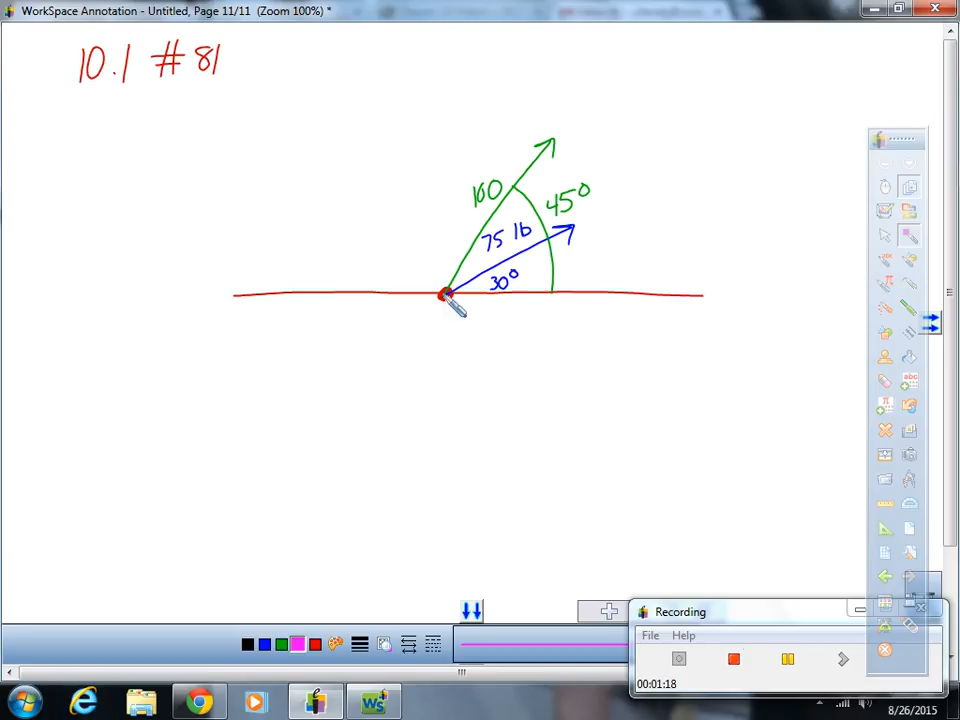 WorkSpace Annotation - Untitled, Page 11/11 (Zoom 100%) *
10.1 #81
100
45°
75 lb
30°
Recording
File Help
00:01:18
8/26/2015